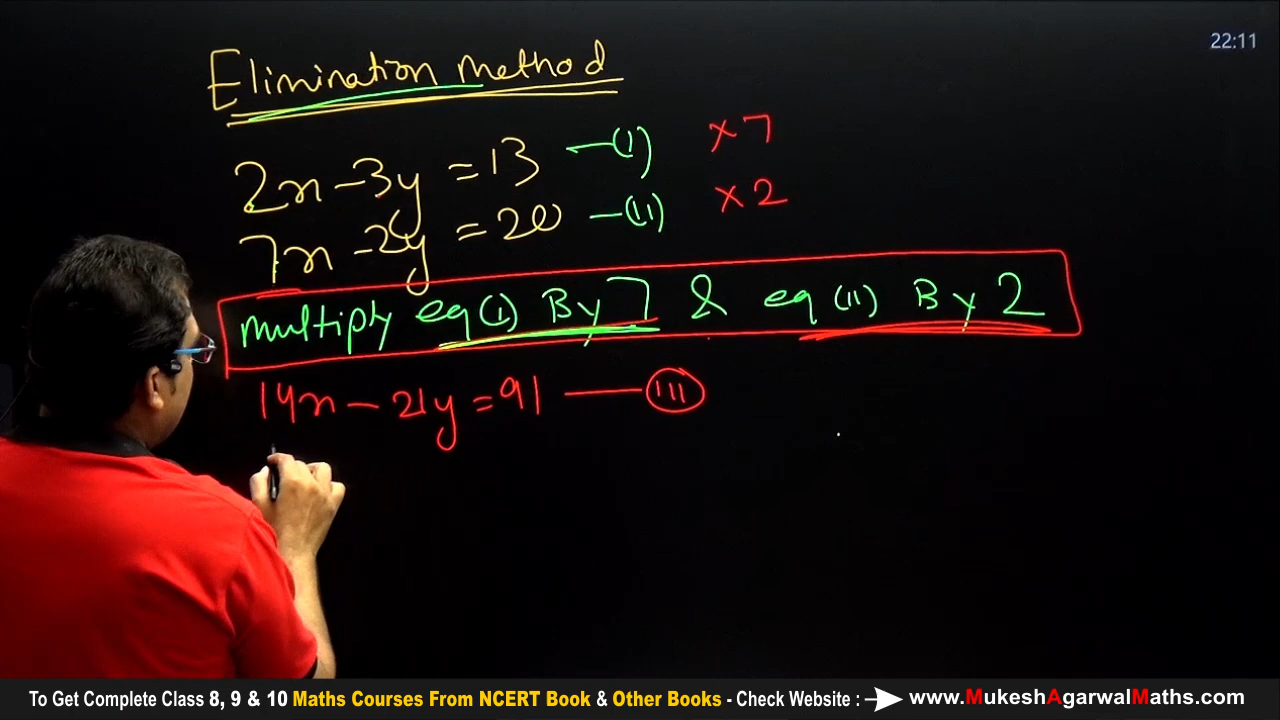 22:11
Elimination method
2x - 3y = 13 —(I) ×7
7x - 2y = 20 —(II) ×2
Multiply eq (I) By 7 & eq (II) By 2
14x - 21y = 91 — (III)
To Get Complete Class 8, 9 & 10 Maths Courses From NCERT Book & Other Books - Check Website : www.MukeshAgarwalMaths.com